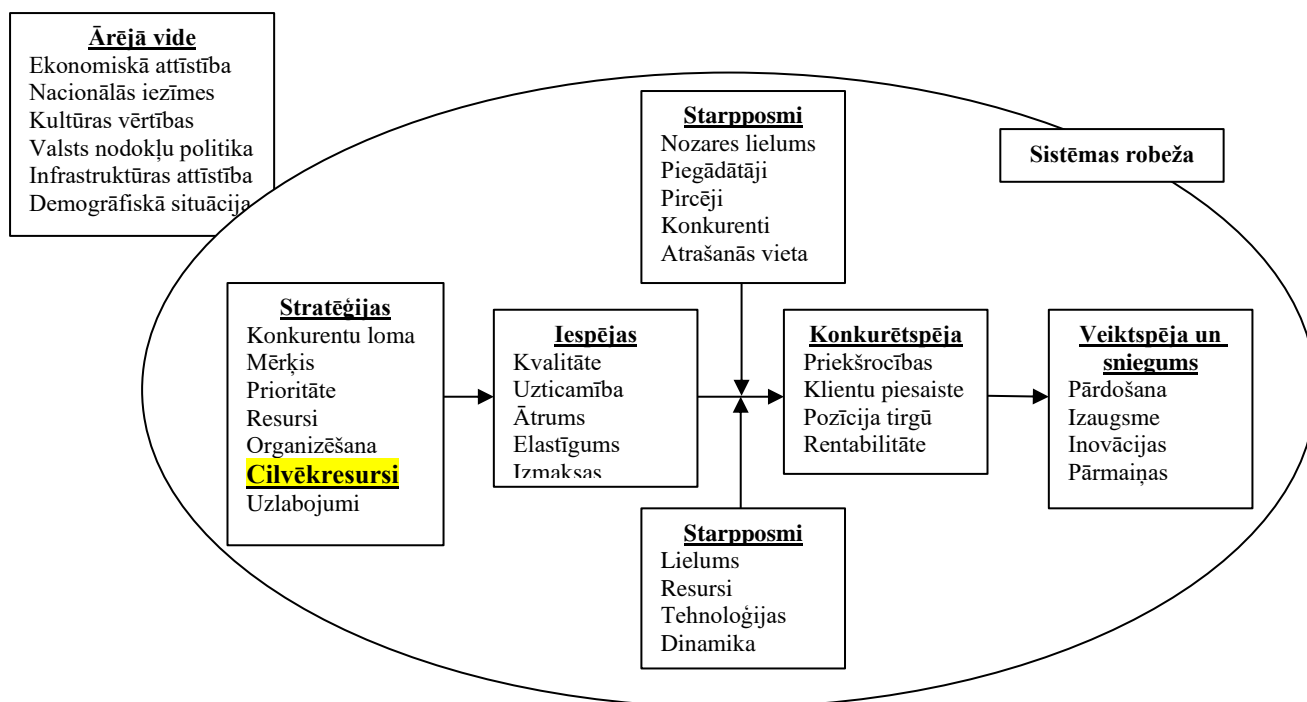 Ārējā vide
Ekonomiskā attīstība
Nacionālās iezīmes
Kultūras vērtības
Valsts nodokļu politika
Infrastruktūras attīstība
Demogrāfiskā situācija
Starpposmi
Nozares lielums
Piegādātāji
Pircēji
Konkurenti
Atrašanās vieta
Sistēmas robeža
Stratēģijas
Konkurentu loma
Mērķis
Prioritāte
Resursi
Organizēšana
Cilvēkresursi
Uzlabojumi
Iespējas
Kvalitāte
Uzticamība
Ātrums
Elastīgums
Izmaksas
Konkurētspēja
Priekšrocības
Klientu piesaiste
Pozīcija tirgū
Rentabilitāte
Veiktspēja un
sniegums
Pārdošana
Izaugsme
Inovācijas
Pārmaiņas
Starpposmi
Lielums
Resursi
Tehnoloģijas
Dinamika